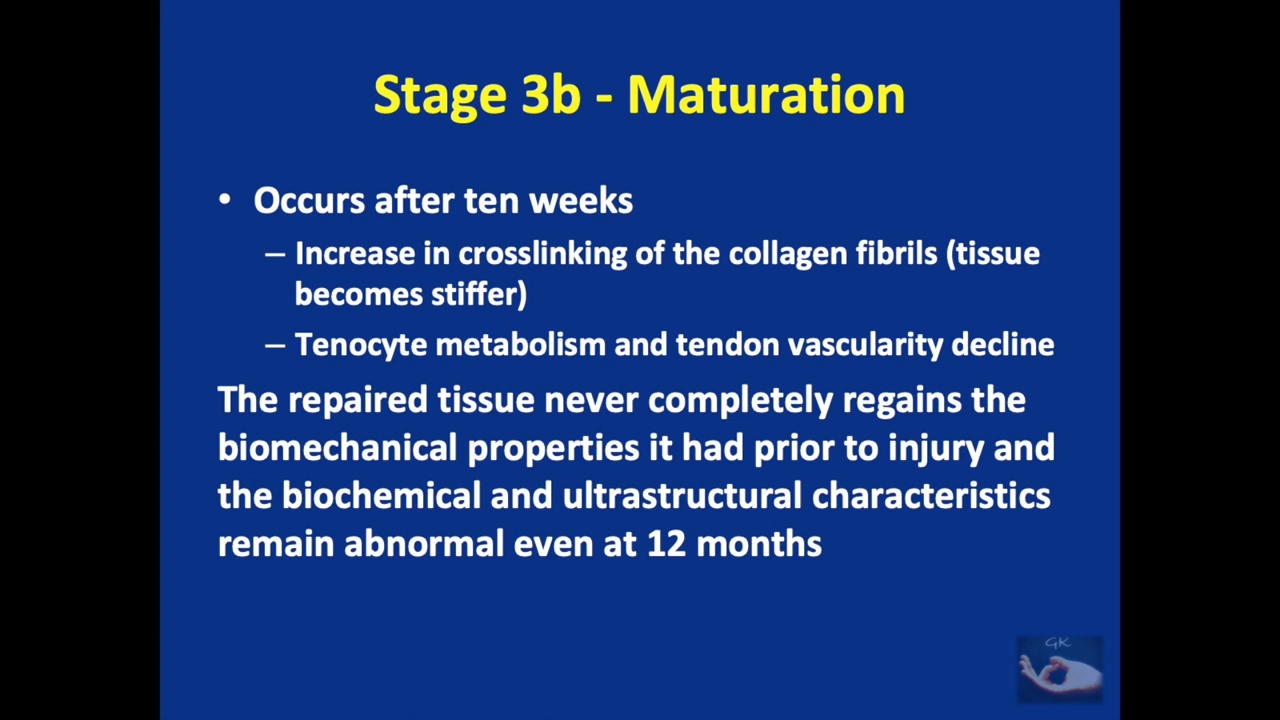 Stage 3b - Maturation
• Occurs after ten weeks
– Increase in crosslinking of the collagen fibrils (tissue
becomes stiffer)
– Tenocyte metabolism and tendon vascularity decline
The repaired tissue never completely regains the
biomechanical properties it had prior to injury and
the biochemical and ultrastructural characteristics
remain abnormal even at 12 months
GK